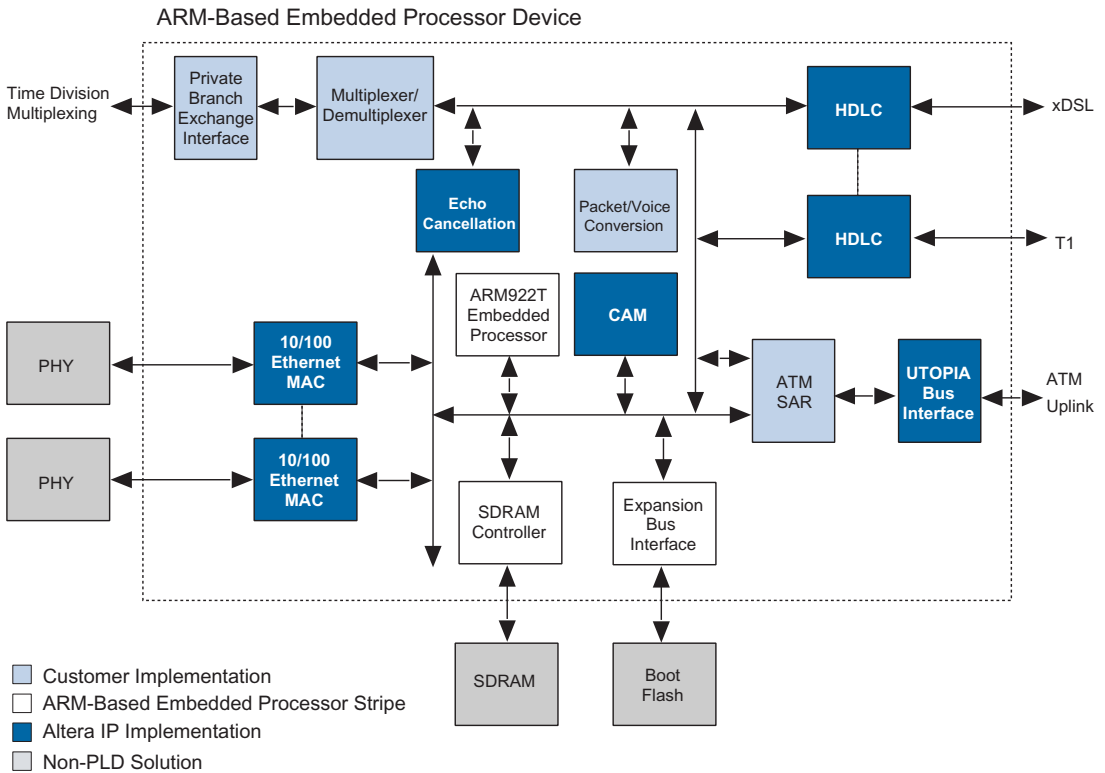 ARM-Based Embedded Processor Device
Time Division
Multiplexing
Private
Branch
Exchange
Interface
Multiplexer/
Demultiplexer
HDLC
xDSL
Echo
Cancellation
Packet/Voice
Conversion
HDLC
T1
ARM922T
Embedded
Processor
CAM
PHY
10/100
Ethernet
MAC
ATM
SAR
UTOPIA
Bus
Interface
ATM
Uplink
PHY
10/100
Ethernet
MAC
SDRAM
Controller
Expansion
Bus
Interface
SDRAM
Boot
Flash
Customer Implementation
ARM-Based Embedded Processor Stripe
Altera IP Implementation
Non-PLD Solution